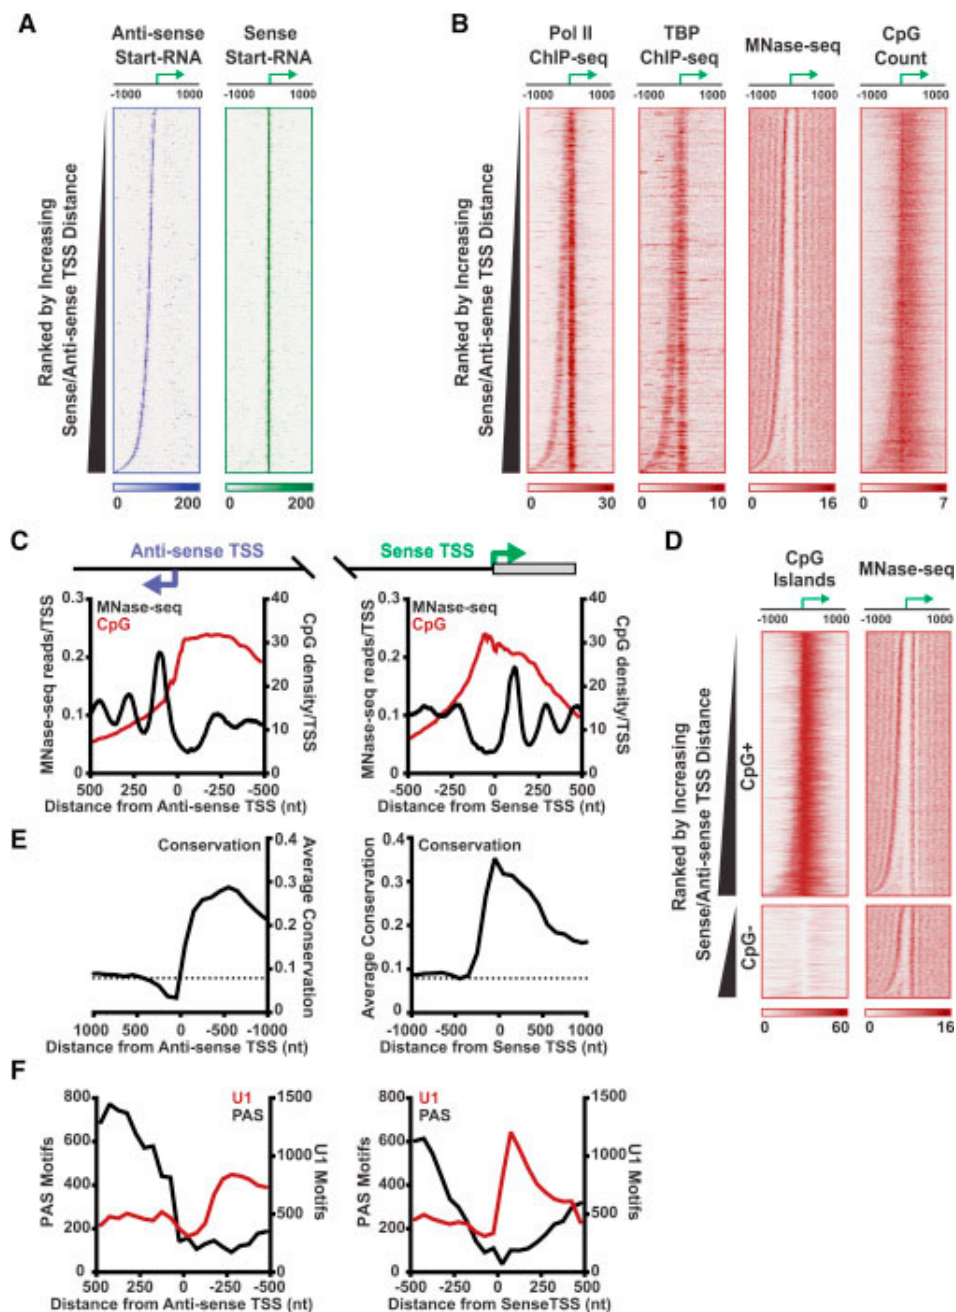 A
Anti-sense
Start-RNA
Sense
Start-RNA
-1000 1000
-1000 1000
Ranked by Increasing
Sense/Anti-sense TSS Distance
0 200
0 200
B
Pol II
ChIP-seq
TBP
ChIP-seq
MNase-seq
CpG
Count
-1000 1000
-1000 1000
-1000 1000
-1000 1000
Ranked by Increasing
Sense/Anti-sense TSS Distance
0 30
0 10
0 16
0 7
C
Anti-sense TSS
Sense TSS
MNase-seq
CpG
MNase-seq reads/TSS
0.3
0.2
0.1
0
CpG density/TSS
40
30
20
10
0
500 250 0 -250 -500
Distance from Anti-sense TSS (nt)
MNase-seq
CpG
MNase-seq reads/TSS
0.3
0.2
0.1
0
CpG density/TSS
40
30
20
10
0
-500 -250 0 250 500
Distance from Sense TSS (nt)
D
CpG
Islands
MNase-seq
-1000 1000
-1000 1000
Ranked by Increasing
Sense/Anti-sense TSS Distance
CpG+
CpG-
0 60
0 16
E
Conservation
Average Conservation
0.4
0.3
0.2
0.1
0
1000 500 0 -500 -1000
Distance from Anti-sense TSS (nt)
Conservation
Average Conservation
0.4
0.3
0.2
0.1
0
-1000 -500 0 500 1000
Distance from Sense TSS (nt)
F
U1
PAS
PAS Motifs
800
600
400
200
0
U1 Motifs
1500
1000
500
0
500 250 0 -250 -500
Distance from Anti-sense TSS (nt)
U1
PAS
PAS Motifs
800
600
400
200
0
U1 Motifs
1500
1000
500
0
-500 -250 0 250 500
Distance from SenseTSS (nt)